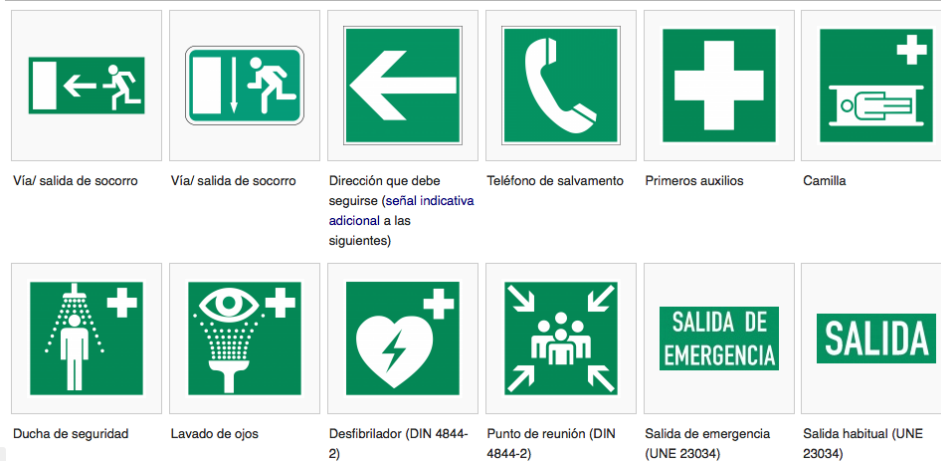 Vía/ salida de socorro
Vía/ salida de socorro
Dirección que debe
seguirse (señal indicativa
adicional a las
siguientes)
Teléfono de salvamento
Primeros auxilios
Camilla
SALIDA DE
EMERGENCIA
SALIDA
Ducha de seguridad
Lavado de ojos
Desfibrilador (DIN 4844-
2)
Punto de reunión (DIN
4844-2)
Salida de emergencia
(UNE 23034)
Salida habitual (UNE
23034)